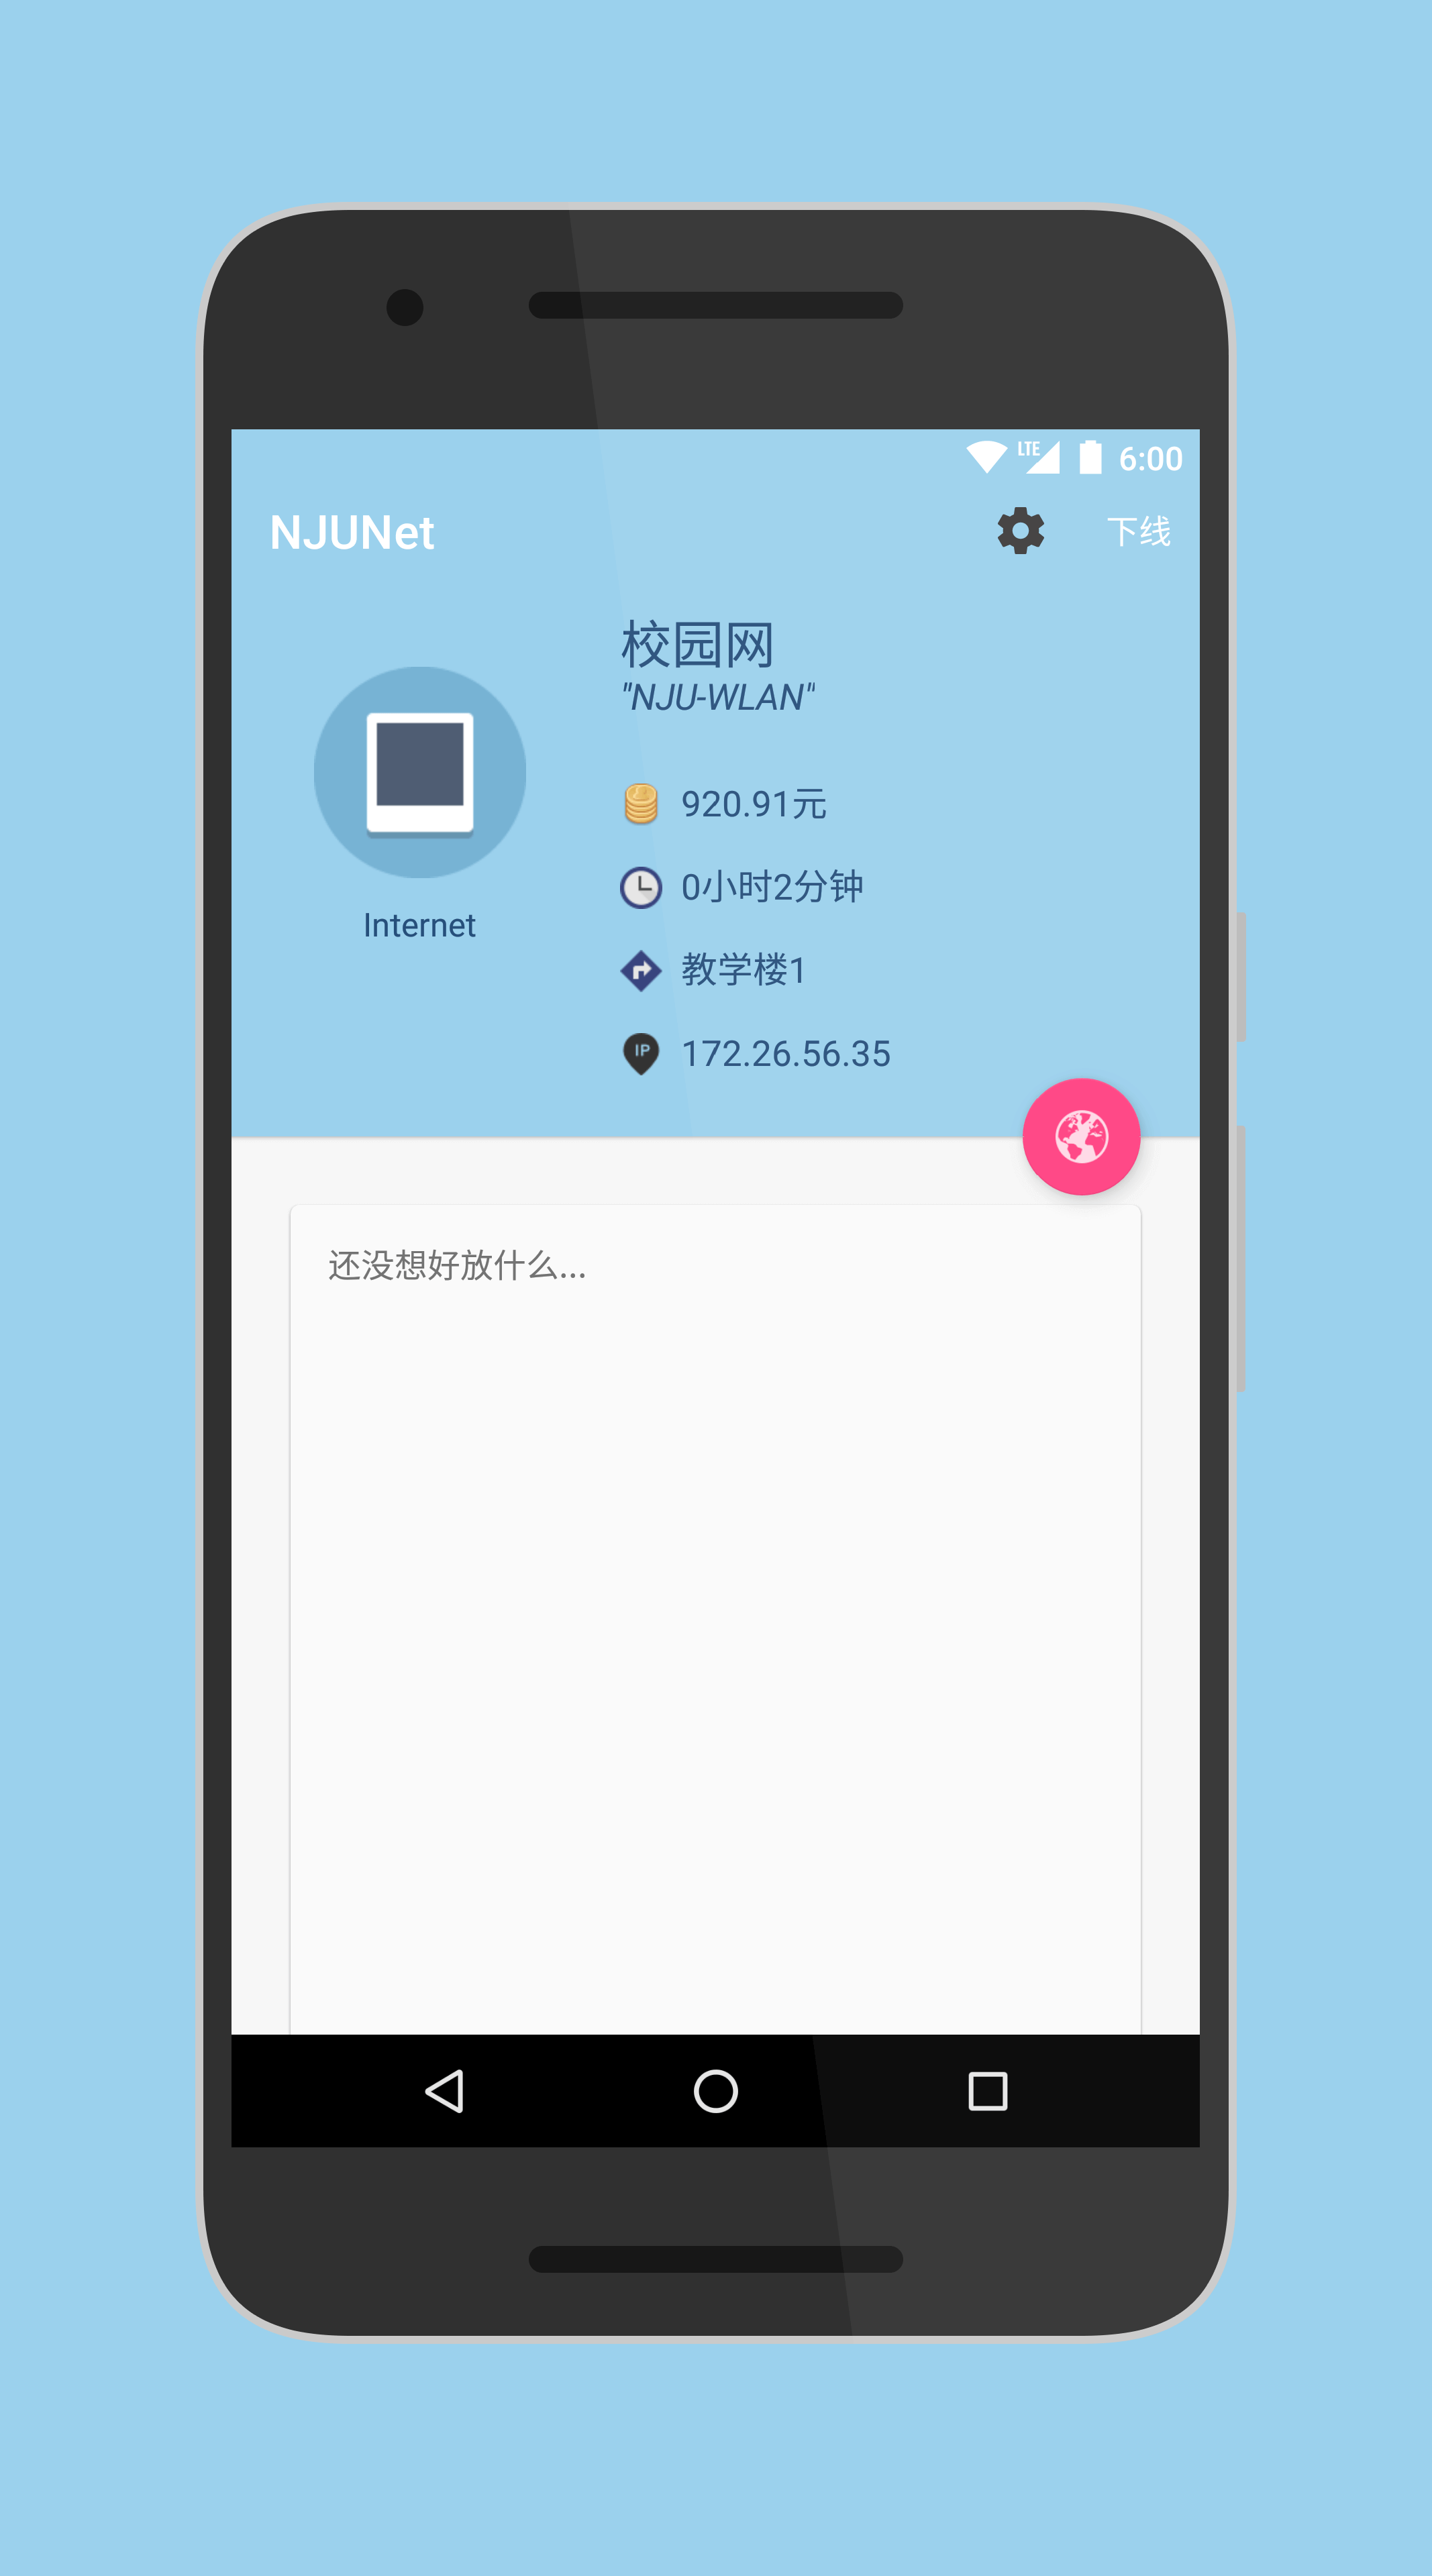 LTE 6:00
NJUNet 下线
校园网
"NJU-WLAN"
920.91元
0小时2分钟
Internet
教学楼1
IP 172.26.56.35
还没想好放什么...